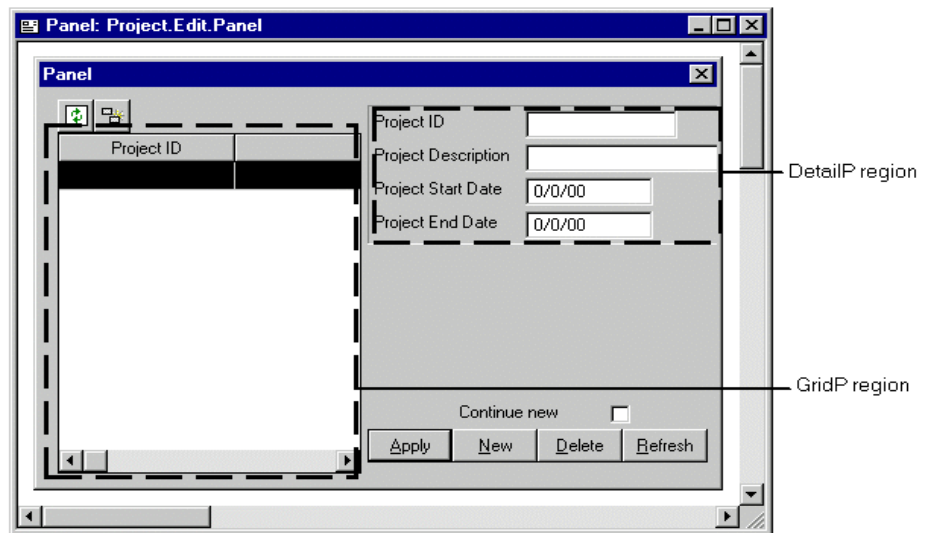 Panel: Project.Edit.Panel
Panel
Project ID
Project ID
Project Description
Project Start Date 0/0/00
Project End Date 0/0/00
DetailP region
GridP region
Continue new
Apply New Delete Refresh